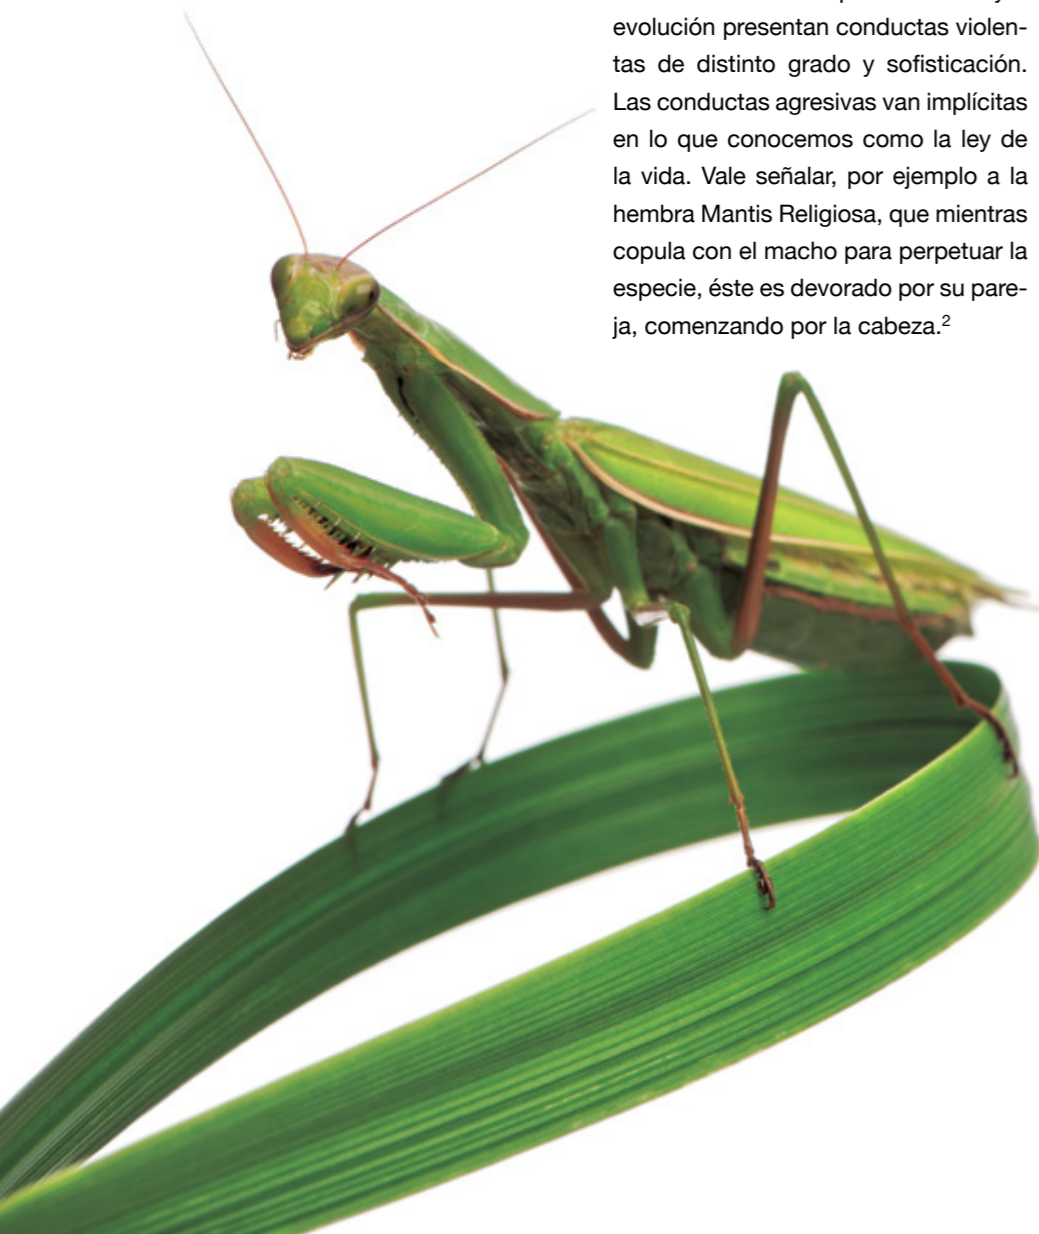 evolución presentan conductas violen-
tas de distinto grado y sofisticación.
Las conductas agresivas van implícitas
en lo que conocemos como la ley de
la vida. Vale señalar, por ejemplo a la
hembra Mantis Religiosa, que mientras
copula con el macho para perpetuar la
especie, éste es devorado por su pare-
ja, comenzando por la cabeza.²